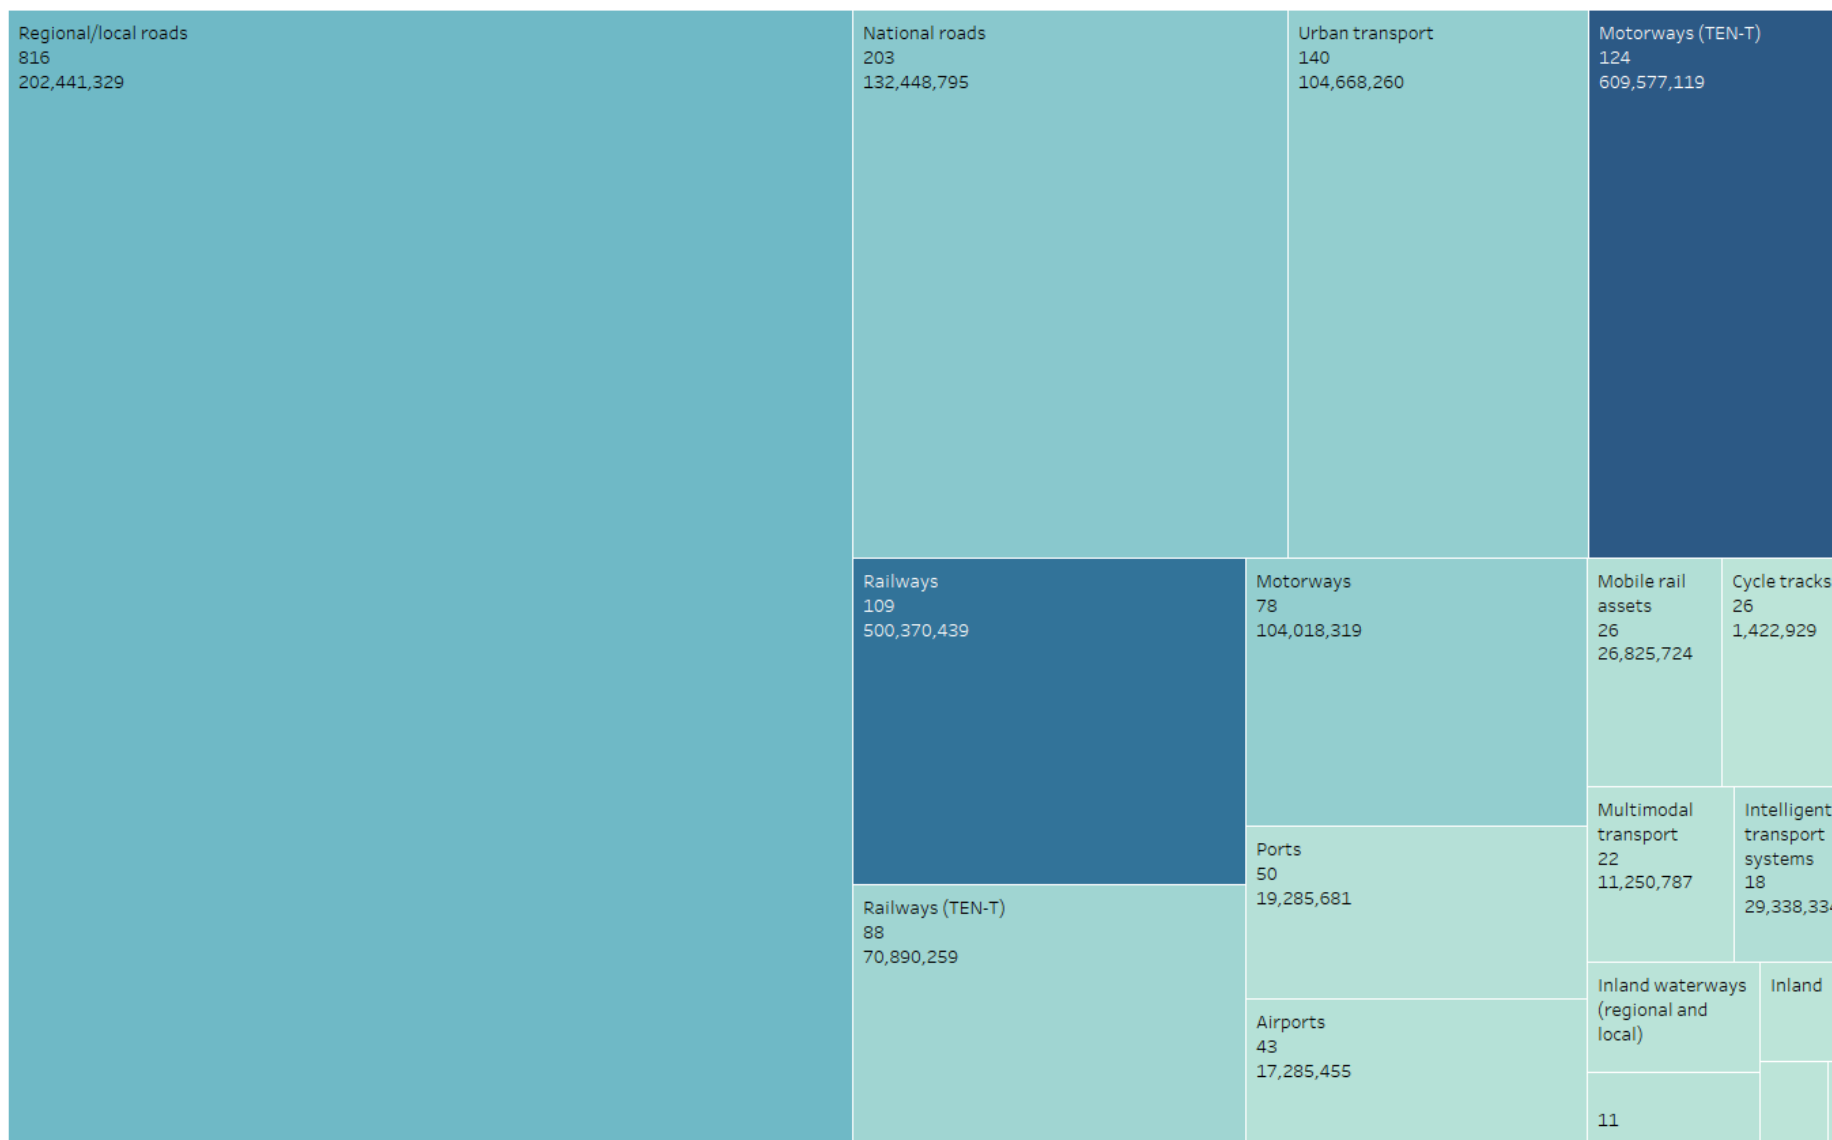 Regional/local roads
816
202,441,329
National roads
203
132,448,795
Urban transport
140
104,668,260
Motorways (TEN-T)
124
609,577,119
Railways
109
500,370,439
Motorways
78
104,018,319
Mobile rail
assets
26
26,825,724
Cycle tracks
26
1,422,929
Multimodal
transport
22
11,250,787
Intelligent
transport
systems
18
29,338,334
Ports
50
19,285,681
Railways (TEN-T)
88
70,890,259
Inland waterways
(regional and
local)
Inland
Airports
43
17,285,455
11